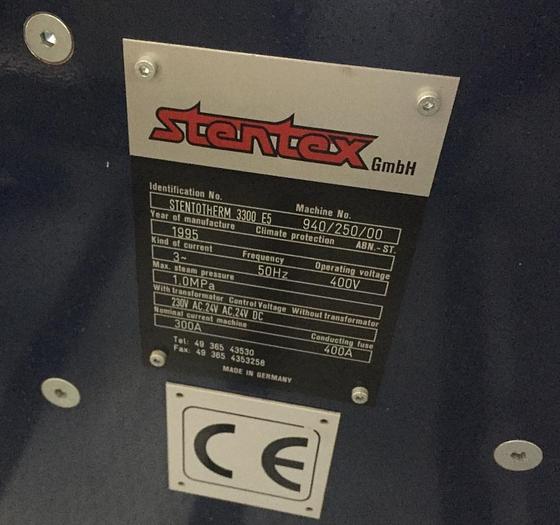 stentex GmbH
Identification No. Machine No.
STENTOTHERM 3300 E5 940/250/00
Year of manufacture Climate protection ABN.-ST.
1995
Kind of current Frequency Operating voltage
3~ 50Hz 400V
Max. steam pressure
1.0MPa
With transformator Control Voltage Without transformator
230V AC.24V AC.24V DC
Nominal current machine Conducting fuse
300A 400A
Tel: 49 365 43530
Fax: 49 365 4353258
MADE IN GERMANY
CE